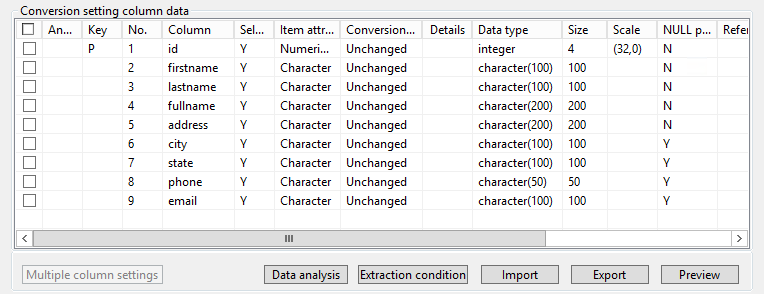 Conversion setting column data
An... Key No. Column Sel... Item attr... Conversion... Details Data type Size Scale NULL p... Refer
P 1 id Y Numeri... Unchanged integer 4 (32,0) N
2 firstname Y Character Unchanged character(100) 100 N
3 lastname Y Character Unchanged character(100) 100 N
4 fullname Y Character Unchanged character(200) 200 N
5 address Y Character Unchanged character(200) 200 N
6 city Y Character Unchanged character(100) 100 Y
7 state Y Character Unchanged character(100) 100 Y
8 phone Y Character Unchanged character(50) 50 Y
9 email Y Character Unchanged character(100) 100 Y
Multiple column settings Data analysis Extraction condition Import Export Preview